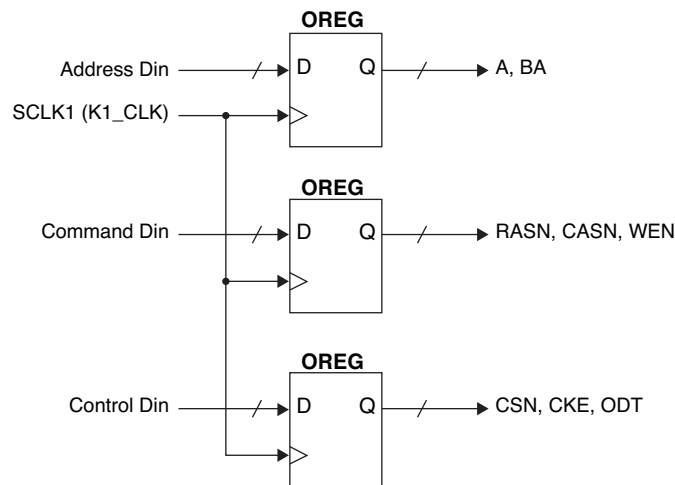 OREG
Address Din D Q A, BA
SCLK1 (K1_CLK)
OREG
Command Din D Q RASN, CASN, WEN
OREG
Control Din D Q CSN, CKE, ODT